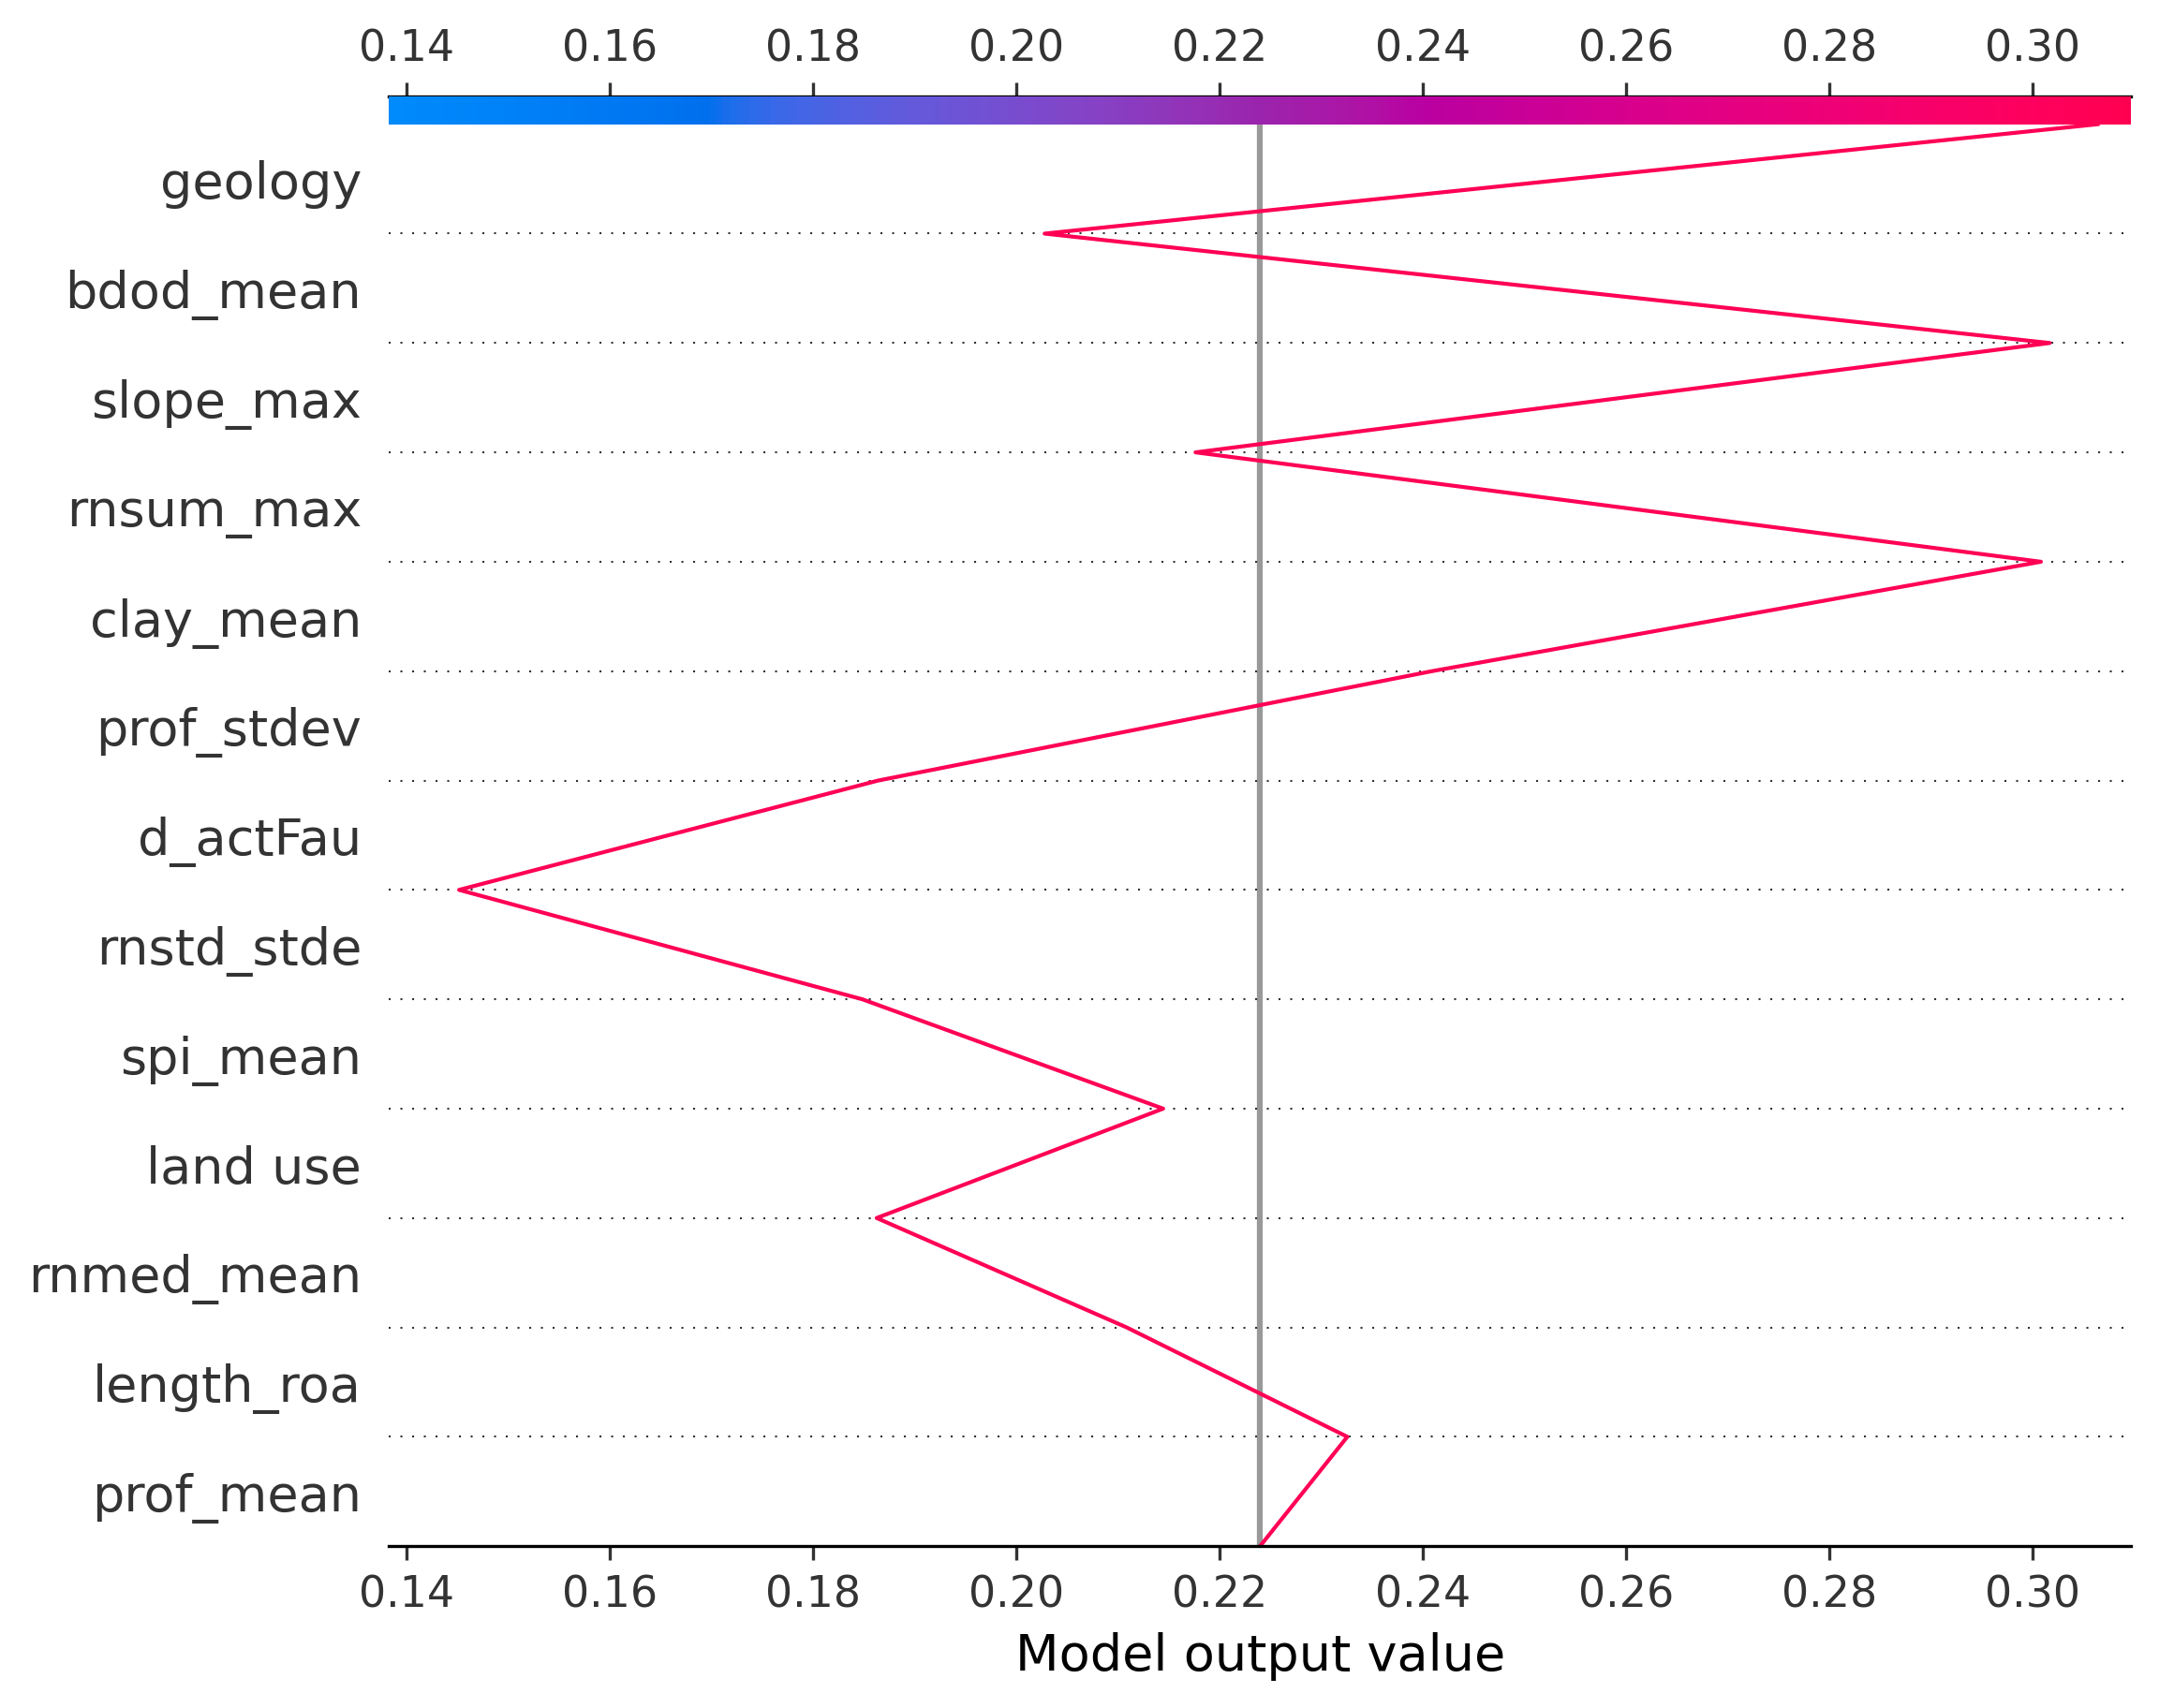 0.14 0.16 0.18 0.20 0.22 0.24 0.26 0.28 0.30
geology
bdod_mean
slope_max
rnsum_max
clay_mean
prof_stdev
d_actFau
rnstd_stde
spi_mean
land use
rnmed_mean
length_roa
prof_mean
0.14 0.16 0.18 0.20 0.22 0.24 0.26 0.28 0.30
Model output value